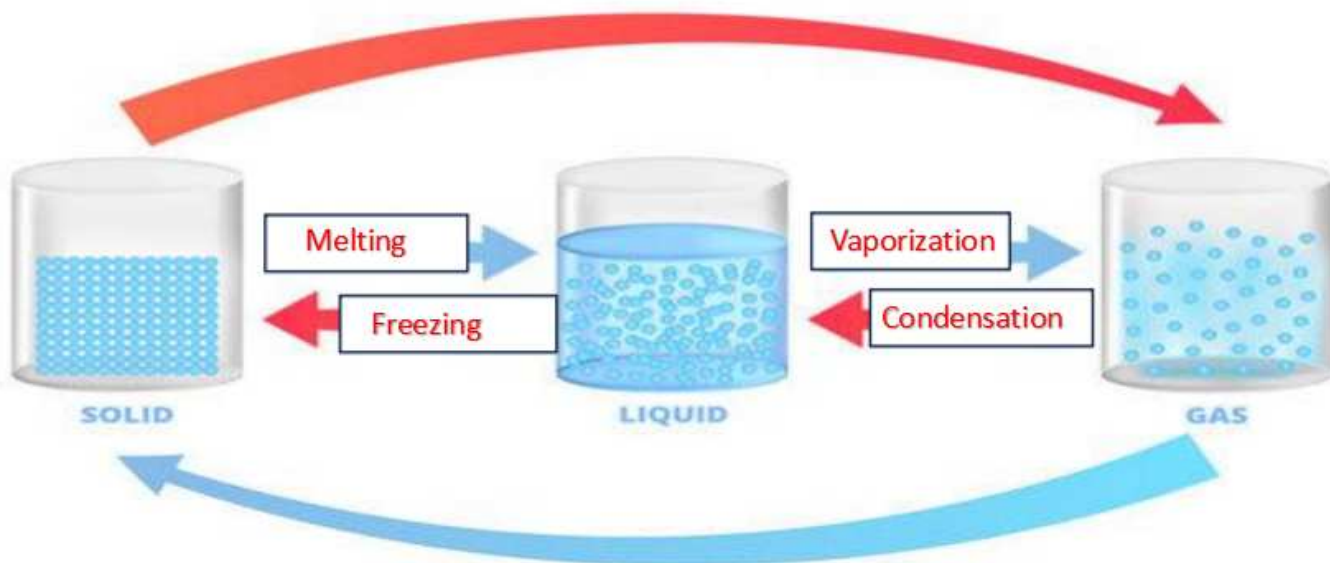 Melting
Vaporization
Freezing
Condensation
SOLID
LIQUID
GAS